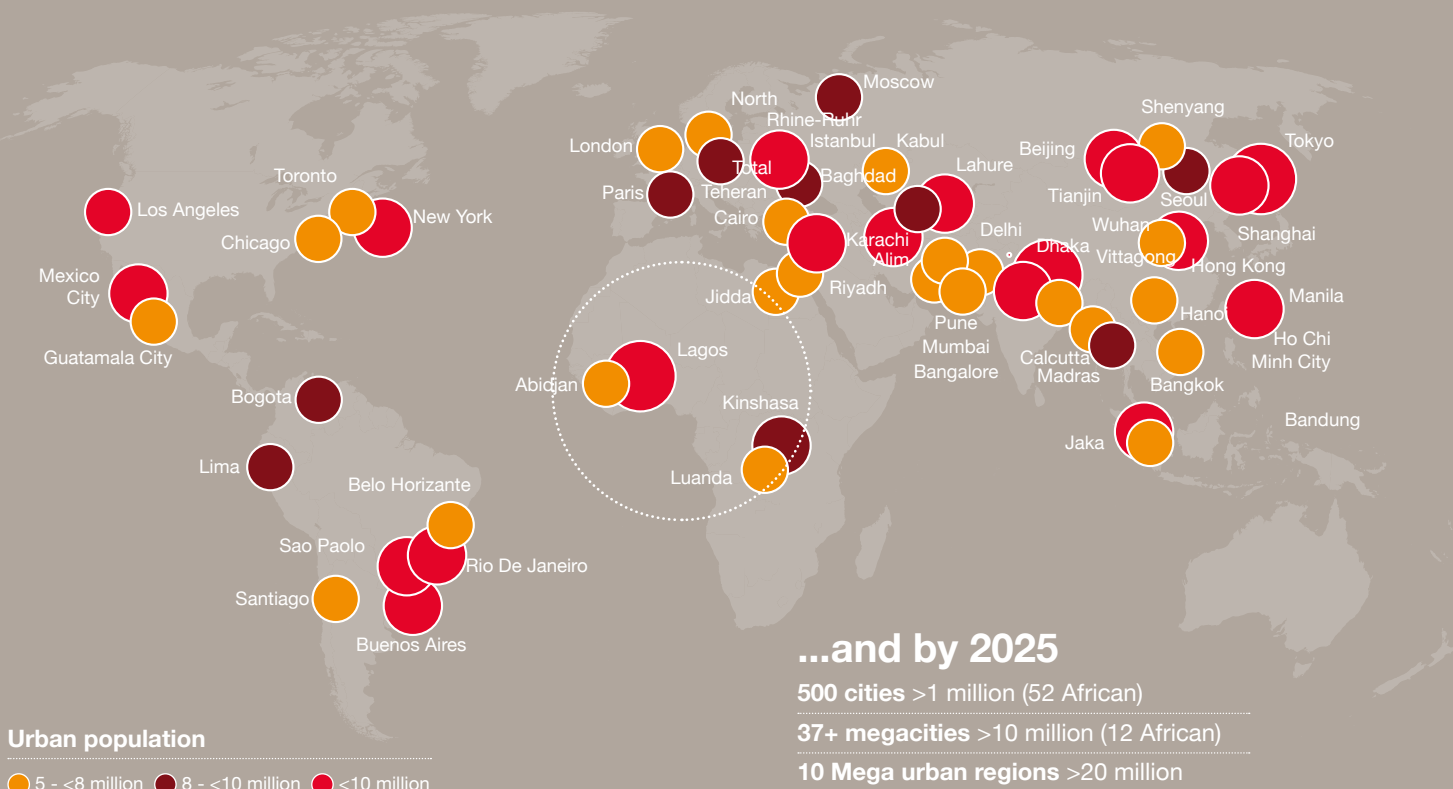 Moscow
North
Rhine-Ruhr
Shenyang
London
Istanbul
Kabul
Beijing
Tokyo
Total
Lahure
Toronto
Paris
Teheran
Baghdad
Tianjin
Seoul
Los Angeles
New York
Cairo
Wuhan
Chicago
Karachi
Delhi
Shanghai
Alim
Dhaka
Vittagong
Hong Kong
Mexico
City
Jidda
Riyadh
Manila
Hanoi
Guatamala City
Pune
Mumbai
Bangalore
Calcutta
Madras
Ho Chi
Minh City
Lagos
Abidjan
Bangkok
Bogota
Kinshasa
Bandung
Jaka
Lima
Luanda
Belo Horizante
Sao Paolo
Rio De Janeiro
Santiago
Buenos Aires
...and by 2025
500 cities >1 million (52 African)
37+ megacities >10 million (12 African)
10 Mega urban regions >20 million
Urban population
5 - <8 million 8 - <10 million <10 million